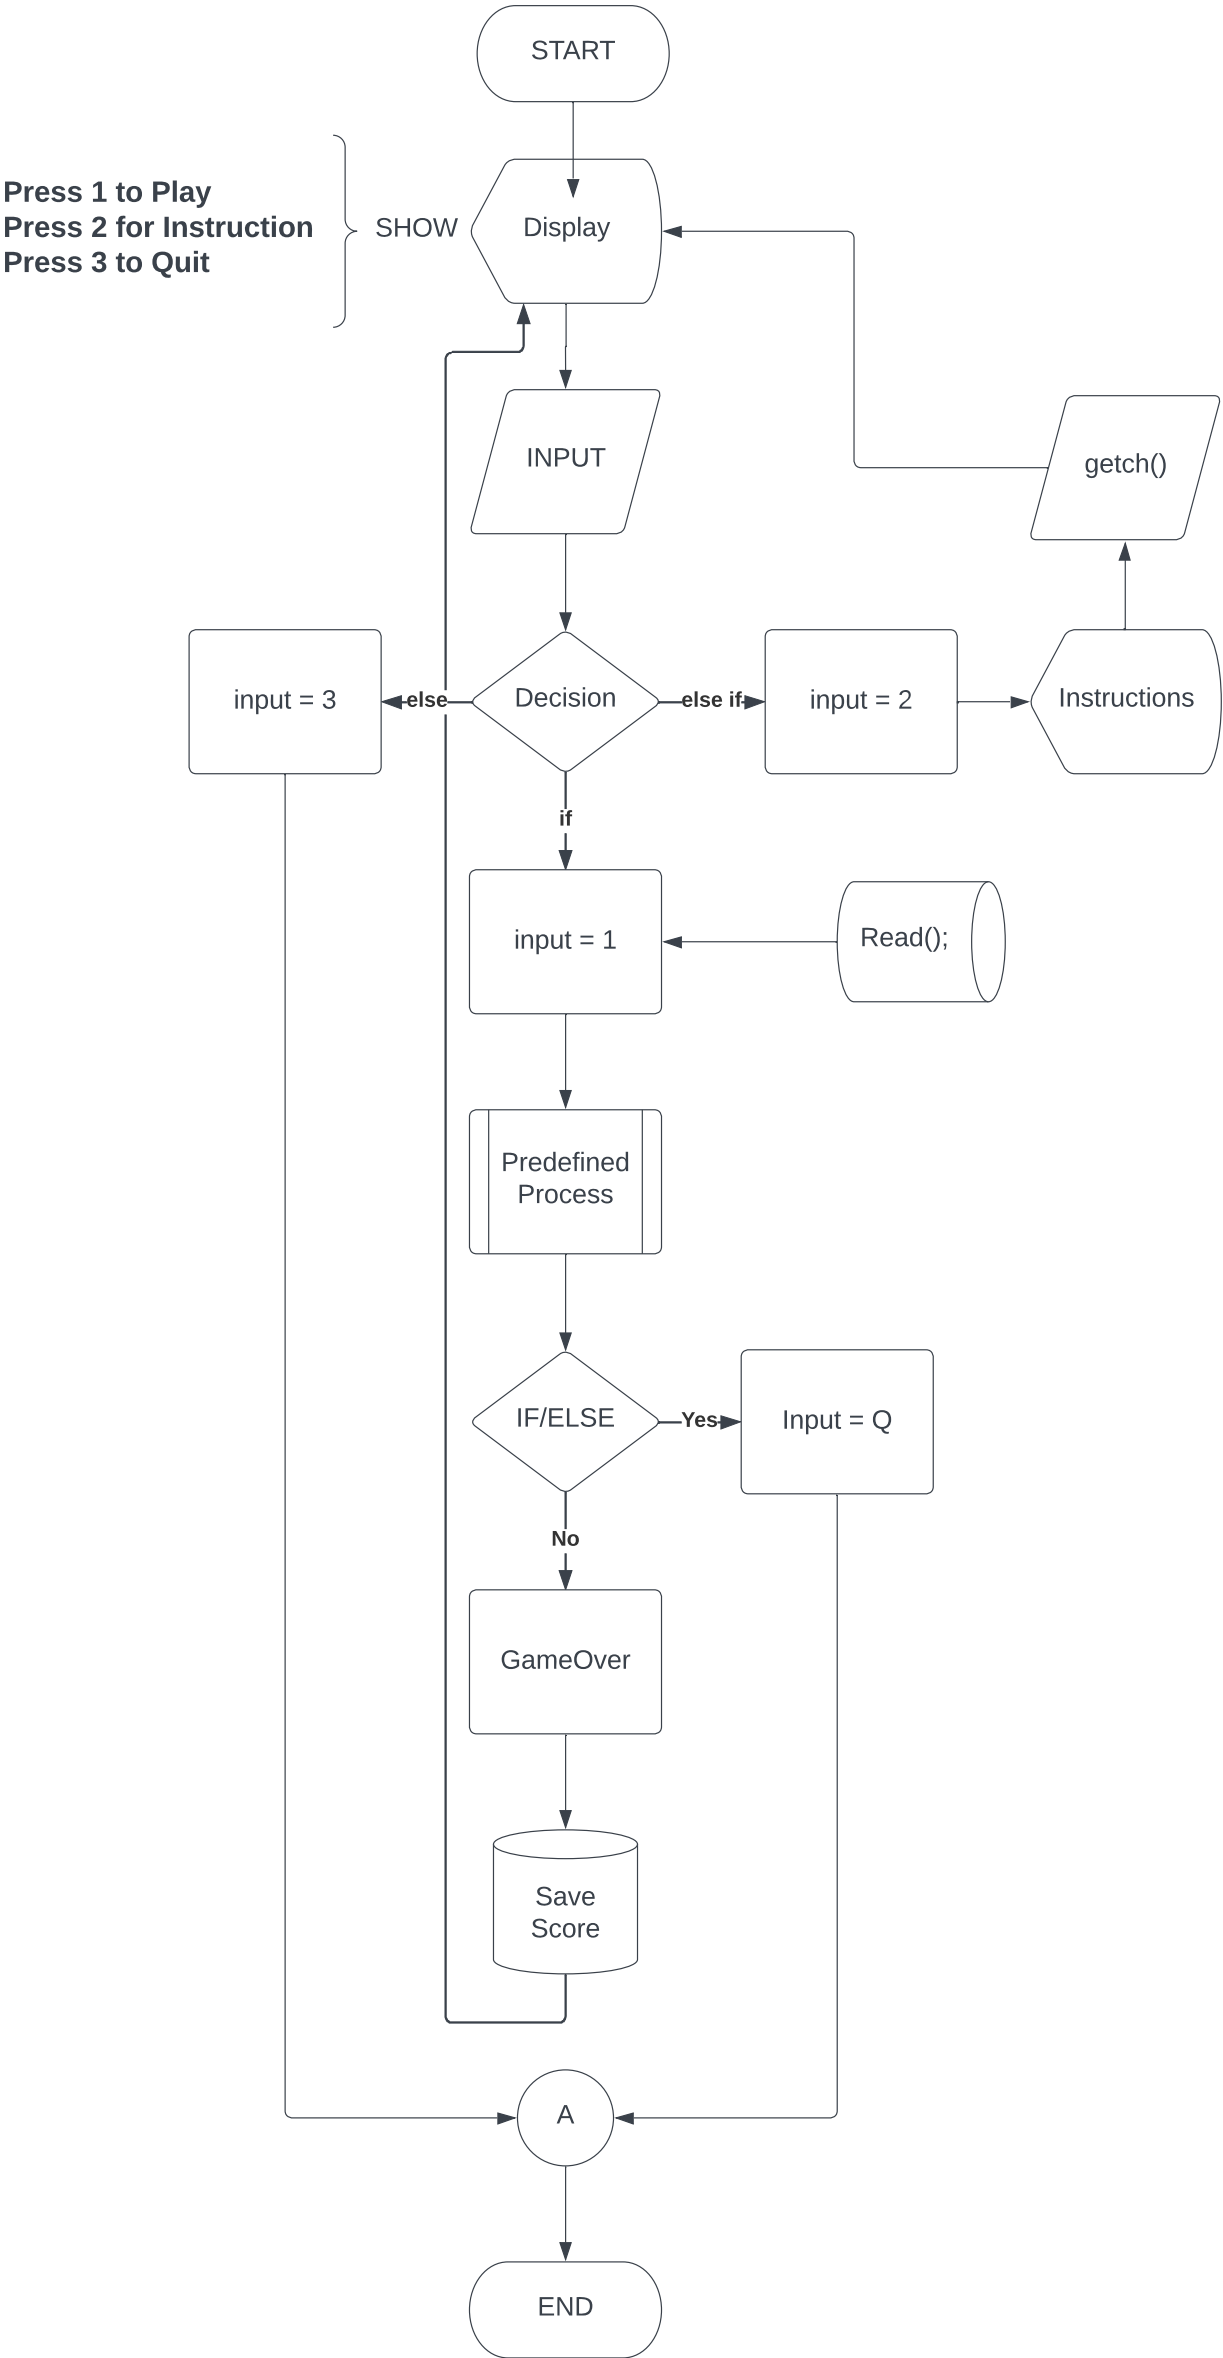 START
Press 1 to Play
Press 2 for Instruction
Press 3 to Quit
SHOW
Display
INPUT
getch()
input = 3
else
Decision
else if
input = 2
Instructions
if
input = 1
Read();
Predefined
Process
IF/ELSE
Yes
Input = Q
No
GameOver
Save
Score
A
END